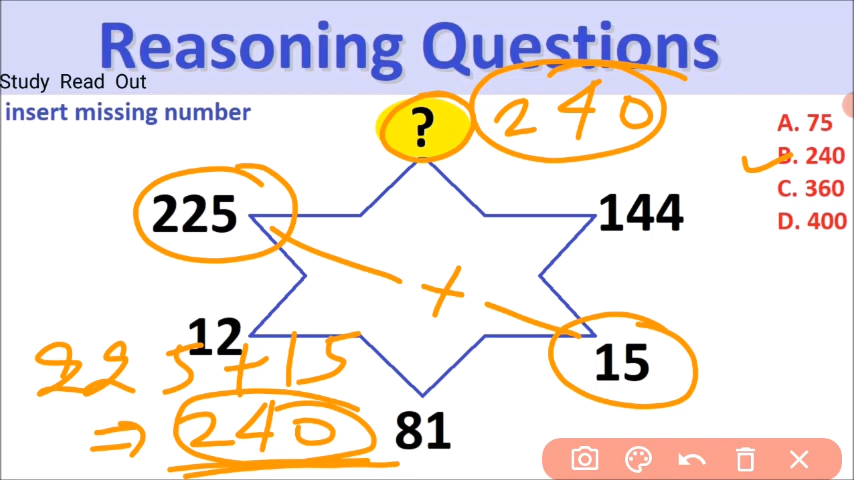 Reasoning Questions
Study Read Out
insert missing number
? 240
A. 75
B. 240
C. 360
D. 400
225 144
+
12 15
225+15
⇒ 240
81